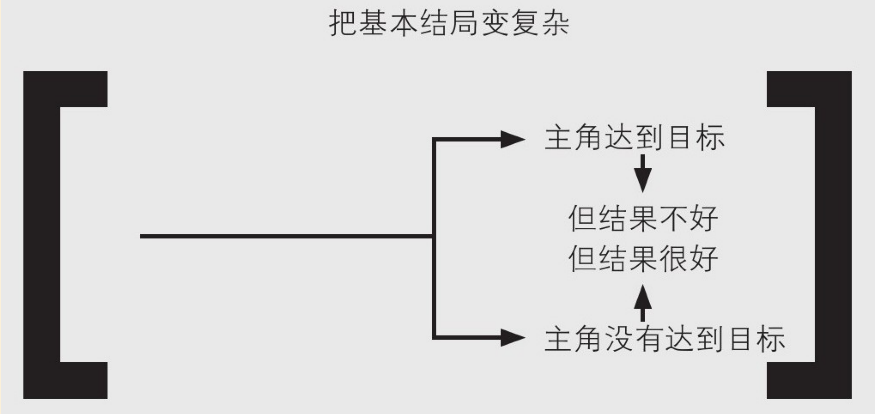 把基本结局变复杂
主角达到目标
但结果不好
但结果很好
主角没有达到目标